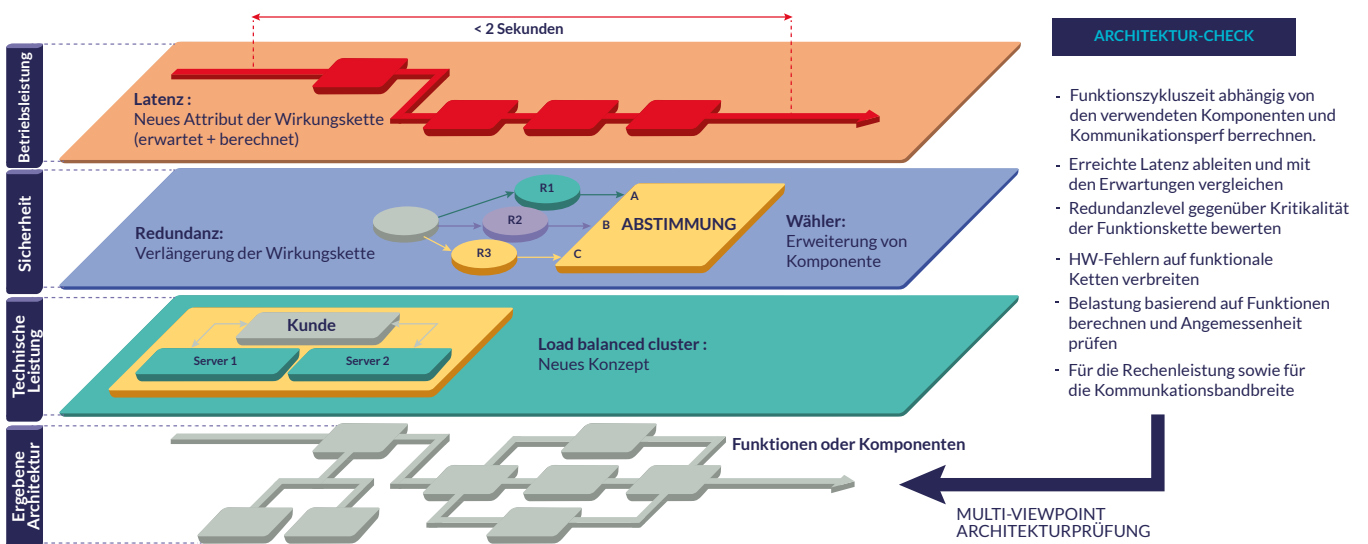 < 2 Sekunden
Betriebsleistung
Latenz :
Neues Attribut der Wirkungskette
(erwartet + berechnet)
Sicherheit
Redundanz:
Verlängerung der Wirkungskette
R1
R2
R3
A
B
C
ABSTIMMUNG
Wähler:
Erweiterung von
Komponente
Technische
Leistung
Kunde
Server 1
Server 2
Load balanced cluster :
Neues Konzept
Ergebene
Architektur
Funktionen oder Komponenten
ARCHITEKTUR-CHECK
- Funktionszykluszeit abhängig von
den verwendeten Komponenten und
Kommunikationsperf berrechnen.
- Erreichte Latenz ableiten und mit
den Erwartungen vergleichen
- Redundanzlevel gegenüber Kritikalität
der Funktionskette bewerten
- HW-Fehlern auf funktionale
Ketten verbreiten
- Belastung basierend auf Funktionen
berechnen und Angemessenheit
prüfen
- Für die Rechenleistung sowie für
die Kommunkationsbandbreite
MULTI-VIEWPOINT
ARCHITEKTURPRÜFUNG